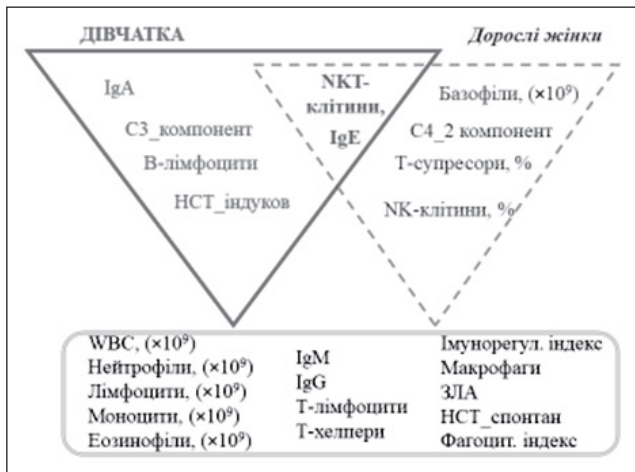 ДІВЧАТКА
Дорослі жінки
IgA
С3_компонент
В-лімфоцити
НСТ_індуков
NKT-
клітини,
IgE
Базофіли, (×10⁹)
С4_2 компонент
Т-супресори, %
NK-клітини, %
WBC, (×10⁹)
Нейтрофіли, (×10⁹)
Лімфоцити, (×10⁹)
Моноцити, (×10⁹)
Еозинофіли, (×10⁹)
IgM
IgG
Т-лімфоцити
Т-хелпери
Імунорегул. індекс
Макрофаги
ЗЛА
НСТ_спонтан
Фагоцит. індекс